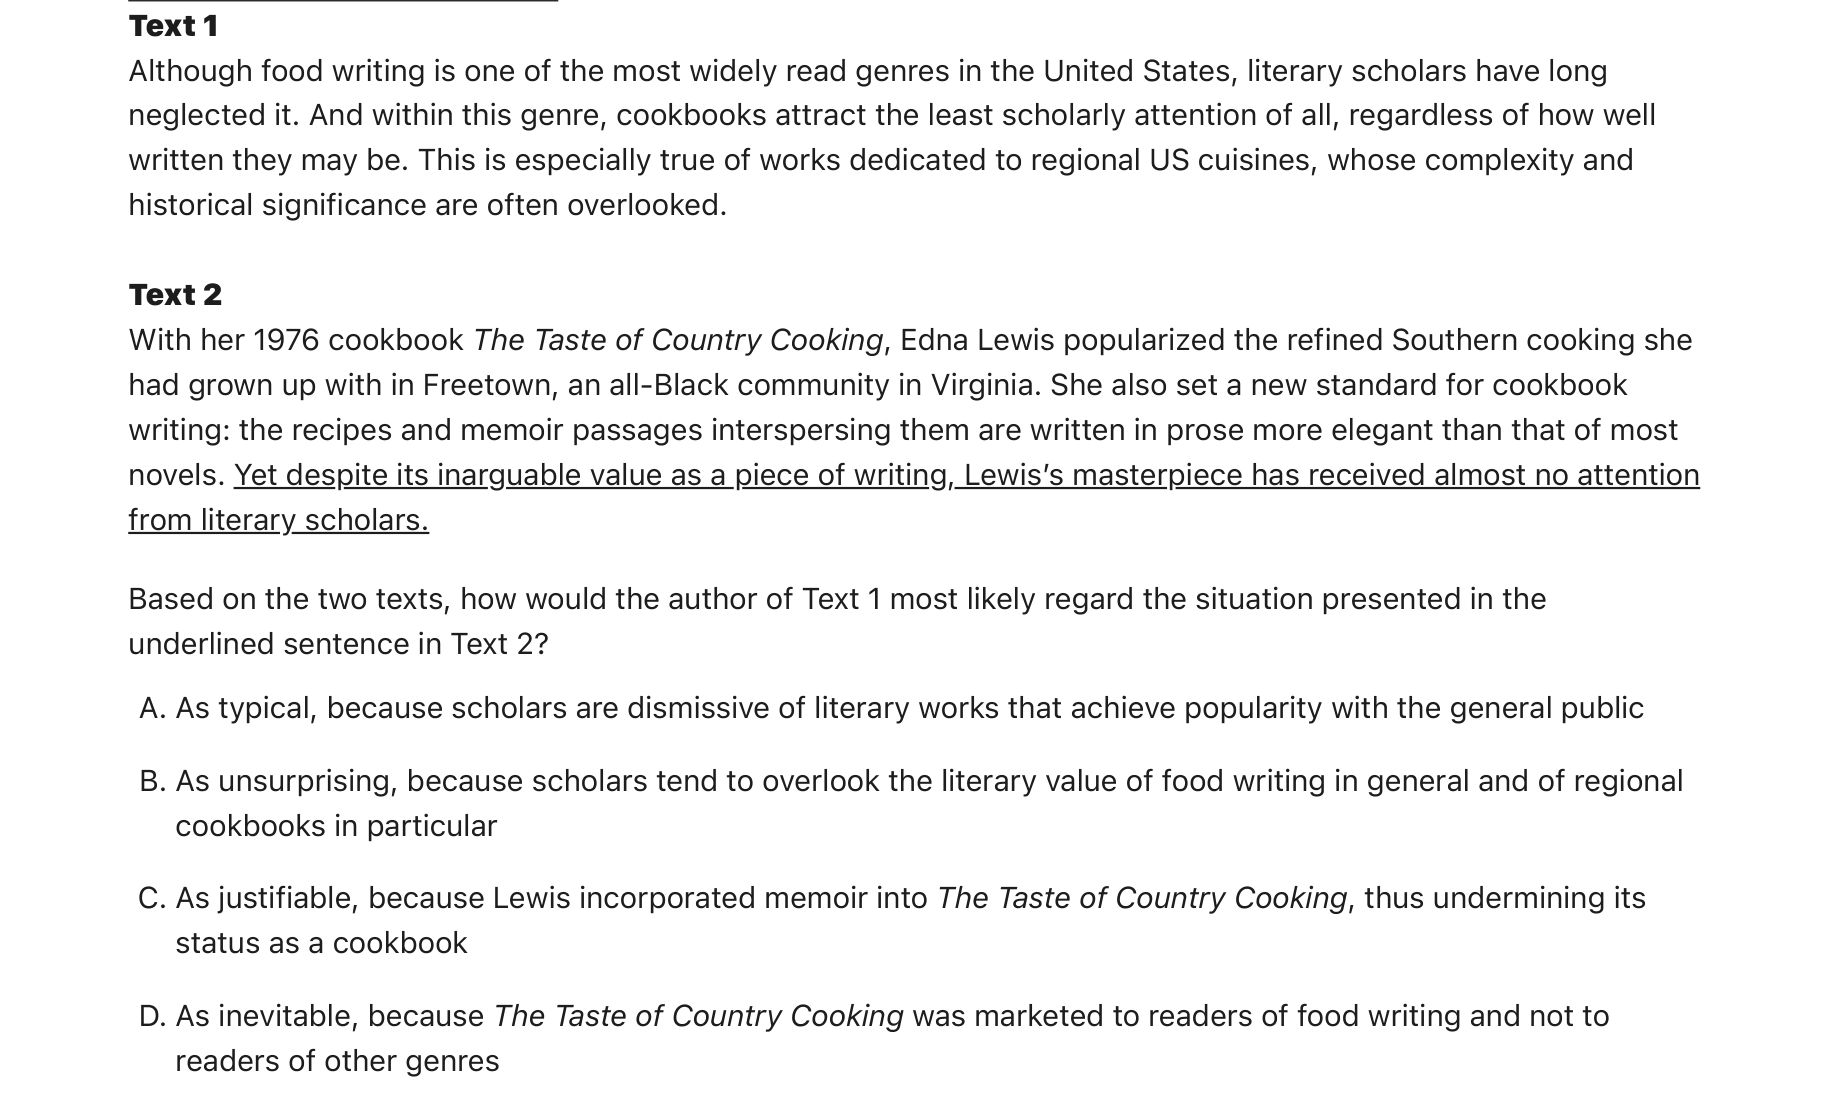 Text 1
Although food writing is one of the most widely read genres in the United States, literary scholars have long
neglected it. And within this genre, cookbooks attract the least scholarly attention of all, regardless of how well
written they may be. This is especially true of works dedicated to regional US cuisines, whose complexity and
historical significance are often overlooked.
Text 2
With her 1976 cookbook The Taste of Country Cooking, Edna Lewis popularized the refined Southern cooking she
had grown up with in Freetown, an all-Black community in Virginia. She also set a new standard for cookbook
writing: the recipes and memoir passages interspersing them are written in prose more elegant than that of most
novels. Yet despite its inarguable value as a piece of writing, Lewis’s masterpiece has received almost no attention
from literary scholars.
Based on the two texts, how would the author of Text 1 most likely regard the situation presented in the
underlined sentence in Text 2?
A. As typical, because scholars are dismissive of literary works that achieve popularity with the general public
B. As unsurprising, because scholars tend to overlook the literary value of food writing in general and of regional
cookbooks in particular
C. As justifiable, because Lewis incorporated memoir into The Taste of Country Cooking, thus undermining its
status as a cookbook
D. As inevitable, because The Taste of Country Cooking was marketed to readers of food writing and not to
readers of other genres